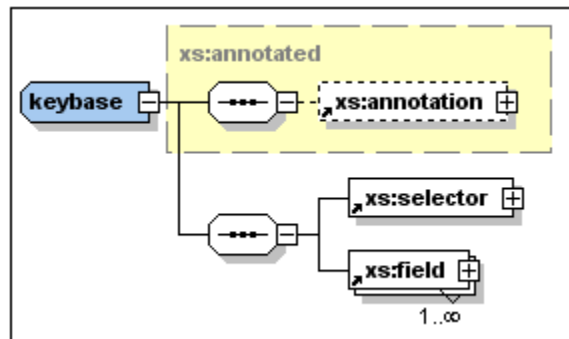 xs:annotated
keybase
xs:annotation
xs:selector
xs:field
1..∞